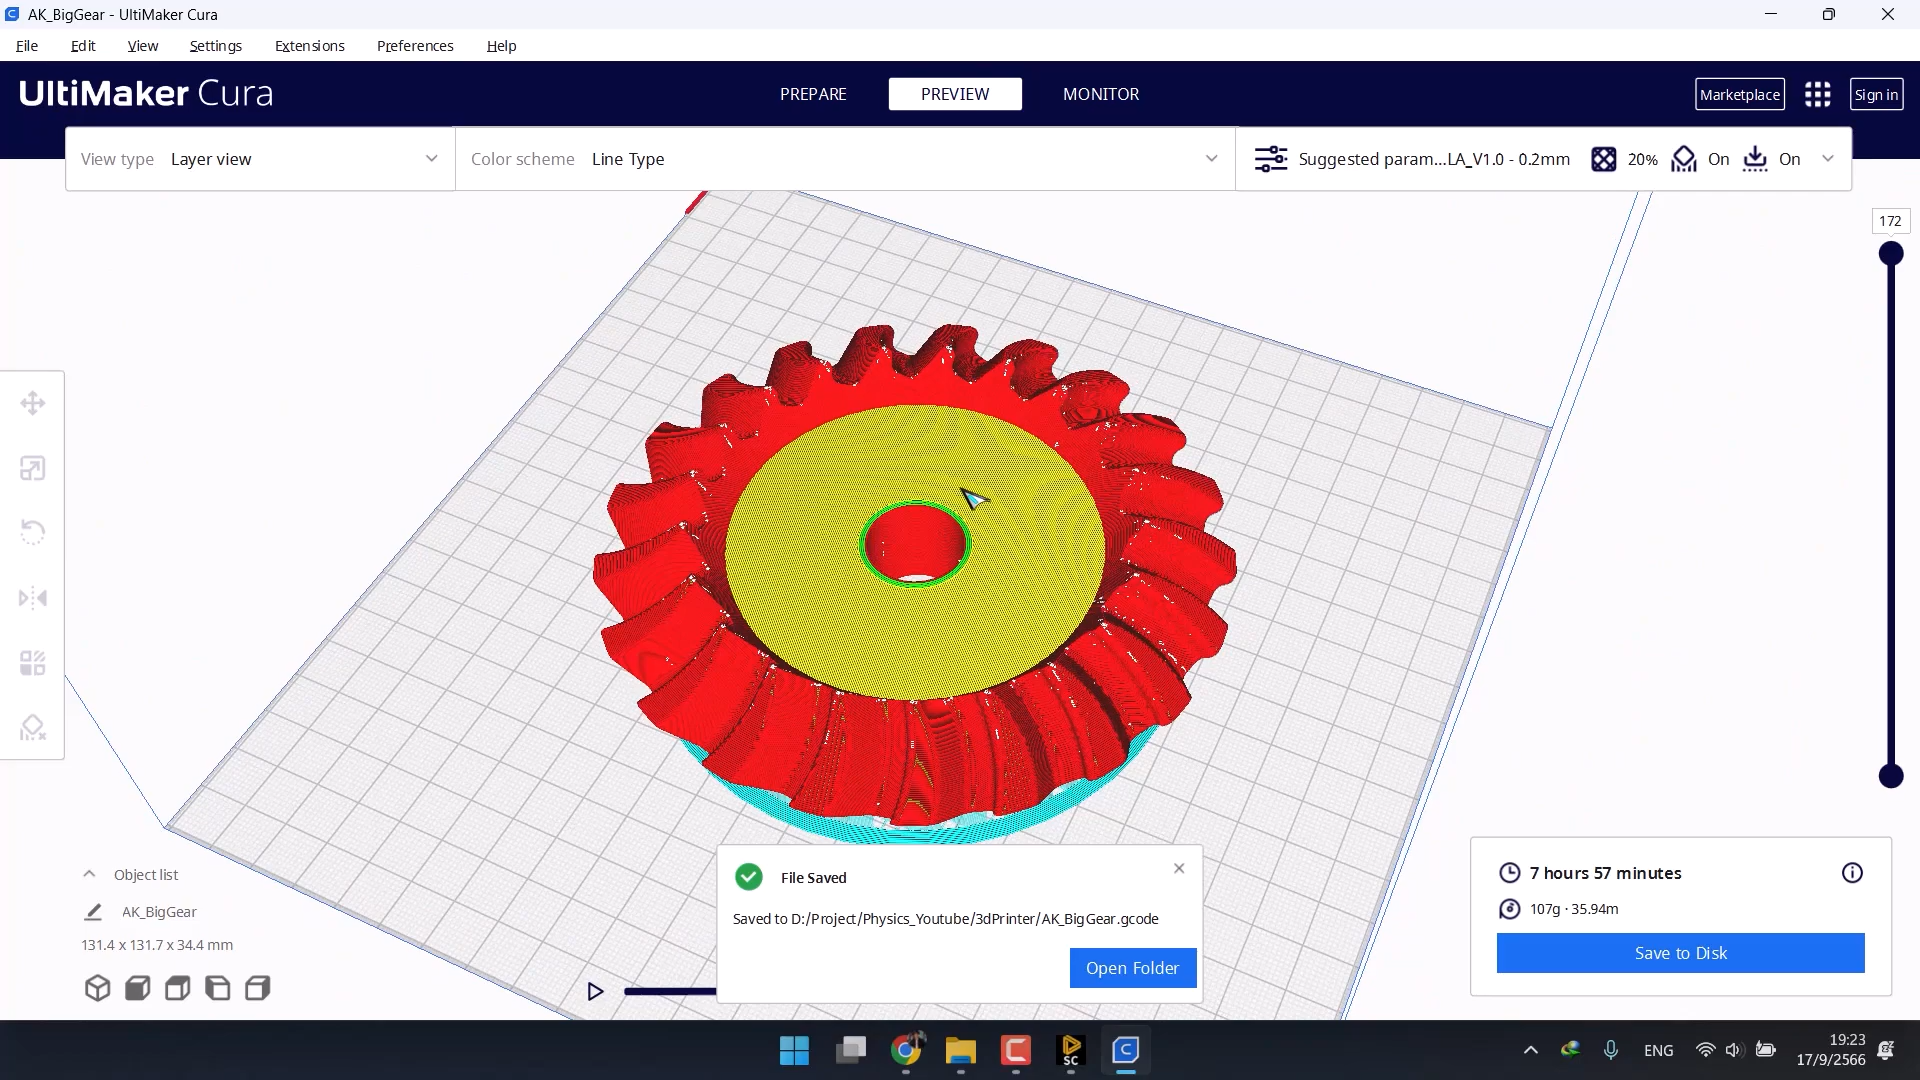 AK_BigGear - UltiMaker Cura
File Edit View Settings Extensions Preferences Help
UltiMaker Cura
PREPARE PREVIEW MONITOR
Marketplace Sign in
View type Layer view Color scheme Line Type Suggested param...LA_V1.0 - 0.2mm 20% On On
172
Object list
AK_BigGear
131.4 x 131.7 x 34.4 mm
File Saved
Saved to D:/Project/Physics_Youtube/3dPrinter/AK_BigGear.gcode
Open Folder
7 hours 57 minutes
107g · 35.94m
Save to Disk
SC
ENG
19:23
17/9/2566